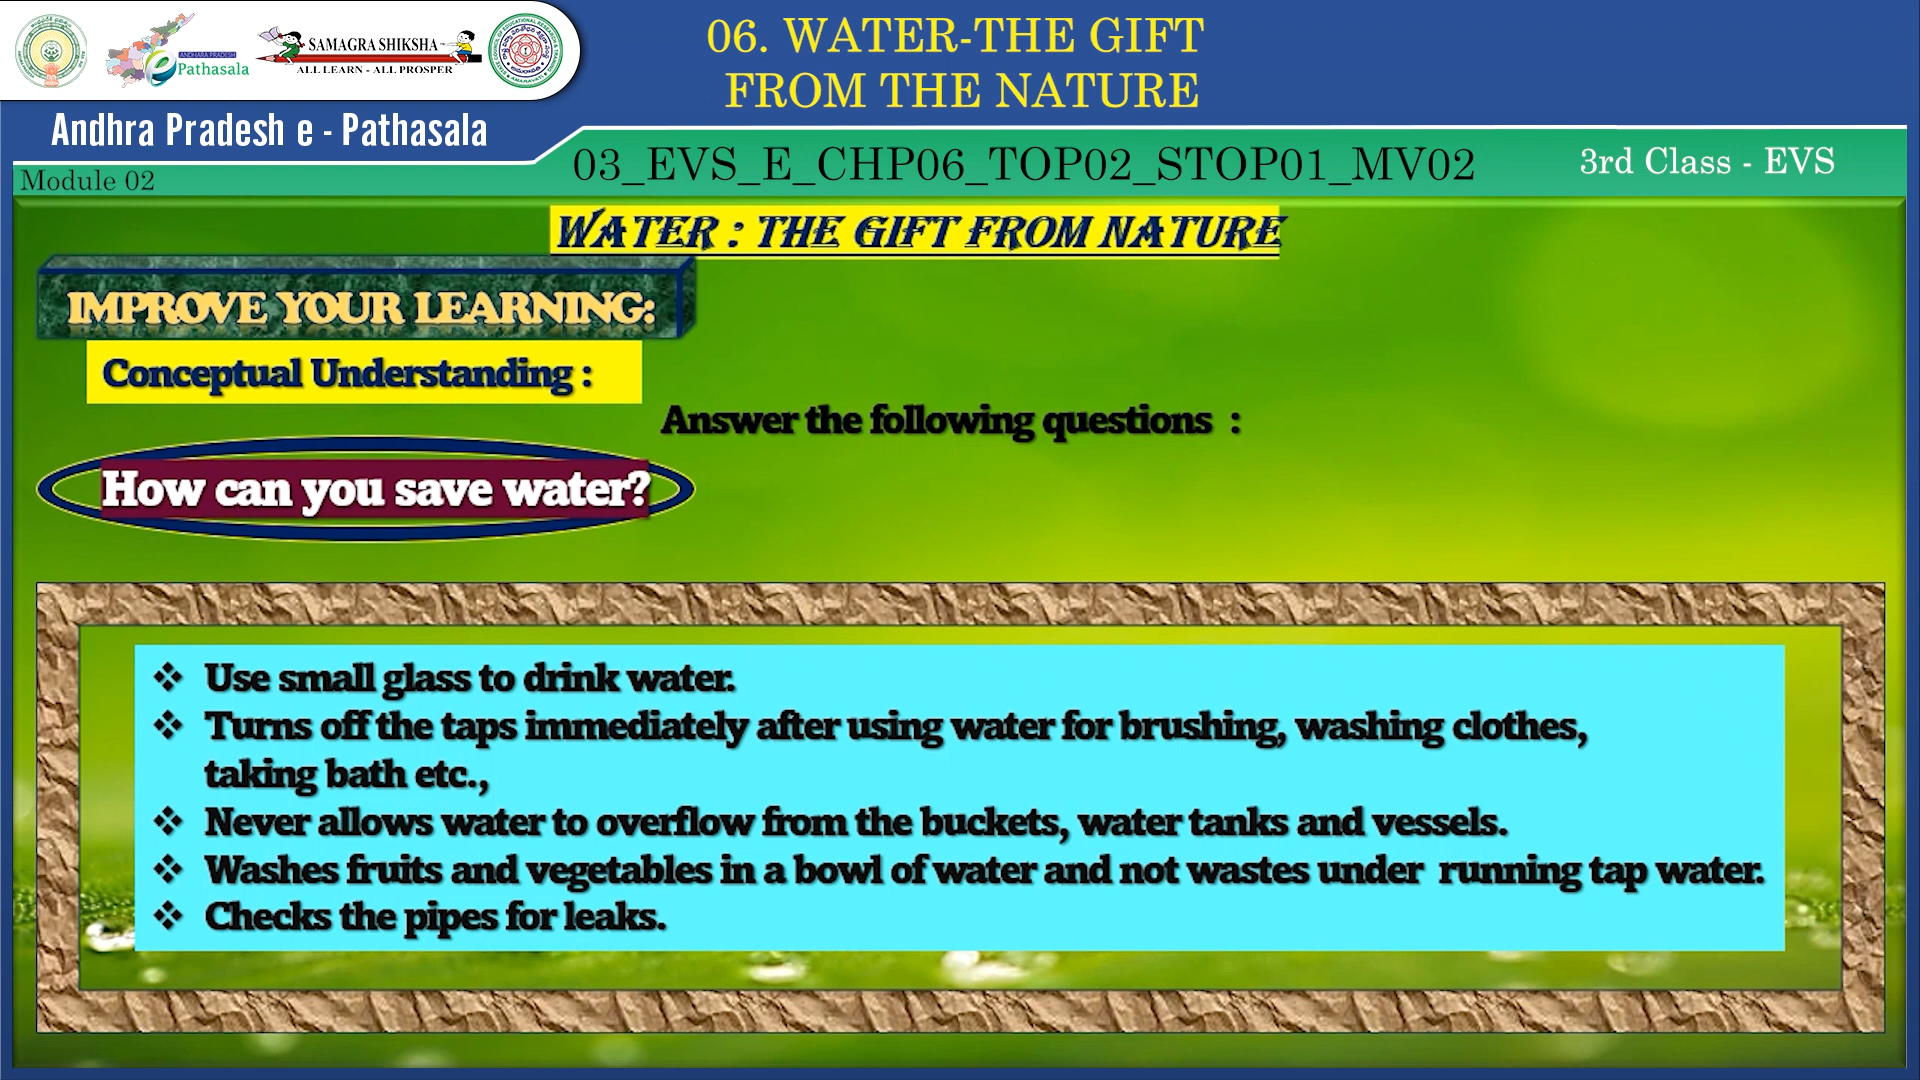 ANDHRA PRADESH
Pathasala
SAMAGRA SHIKSHA
ALL LEARN - ALL PROSPER
06. WATER-THE GIFT
FROM THE NATURE
Andhra Pradesh e - Pathasala
03_EVS_E_CHP06_TOP02_STOP01_MV02
3rd Class - EVS
Module 02
WATER : THE GIFT FROM NATURE
IMPROVE YOUR LEARNING:
Conceptual Understanding :
Answer the following questions :
How can you save water?
❖ Use small glass to drink water.
❖ Turns off the taps immediately after using water for brushing, washing clothes,
taking bath etc.,
❖ Never allows water to overflow from the buckets, water tanks and vessels.
❖ Washes fruits and vegetables in a bowl of water and not wastes under running tap water.
❖ Checks the pipes for leaks.